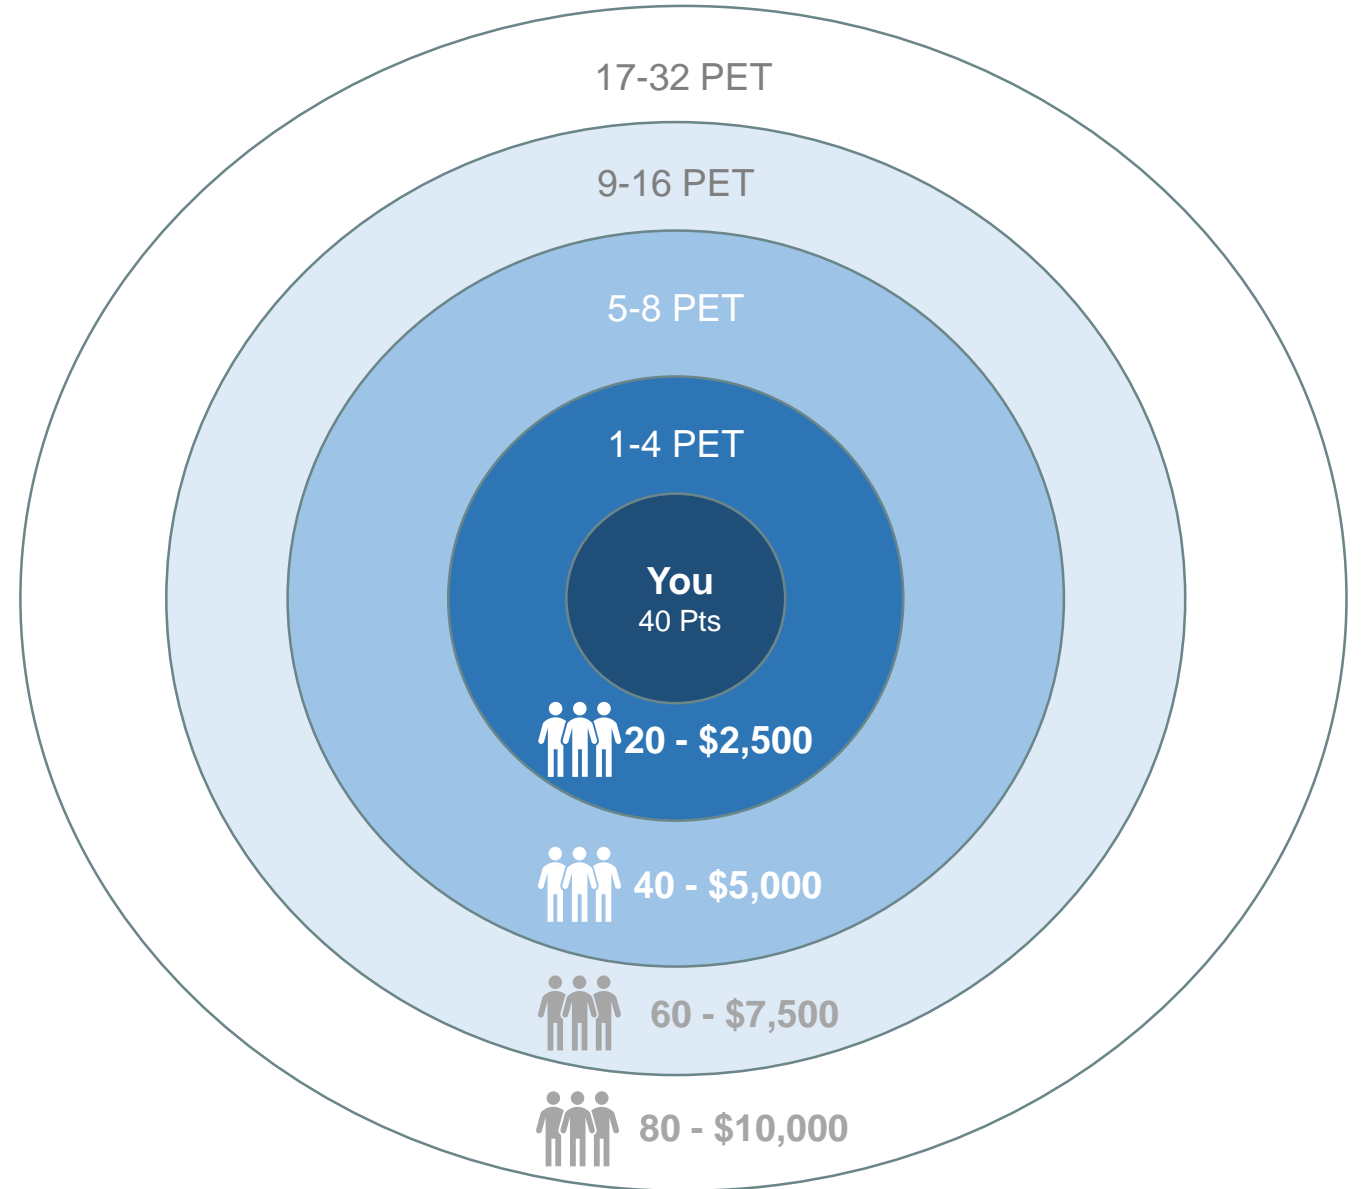 17-32 PET
9-16 PET
5-8 PET
1-4 PET
You
40 Pts
20 - $2,500
40 - $5,000
60 - $7,500
80 - $10,000